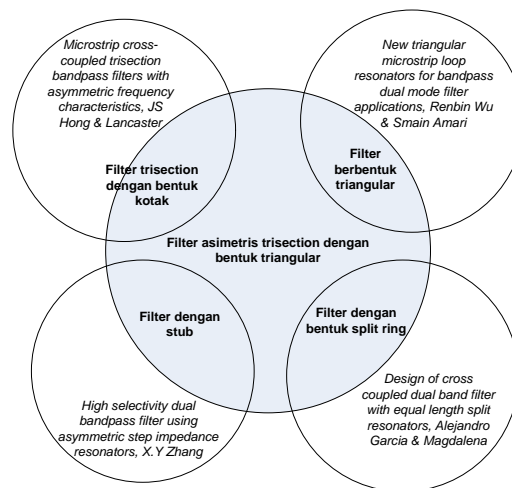 Microstrip cross-
coupled trisection
bandpass filters with
asymmetric frequency
characteristics, JS
Hong & Lancaster
New triangular
microstrip loop
resonators for bandpass
dual mode filter
applications, Renbin Wu
& Smain Amari
Filter trisection
dengan bentuk
kotak
Filter
berbentuk
triangular
Filter asimetris trisection dengan
bentuk triangular
Filter dengan
stub
Filter dengan
bentuk split ring
High selectivity dual
bandpass filter using
asymmetric step impedance
resonators, X.Y Zhang
Design of cross
coupled dual band filter
with equal length split
resonators, Alejandro
Garcia & Magdalena